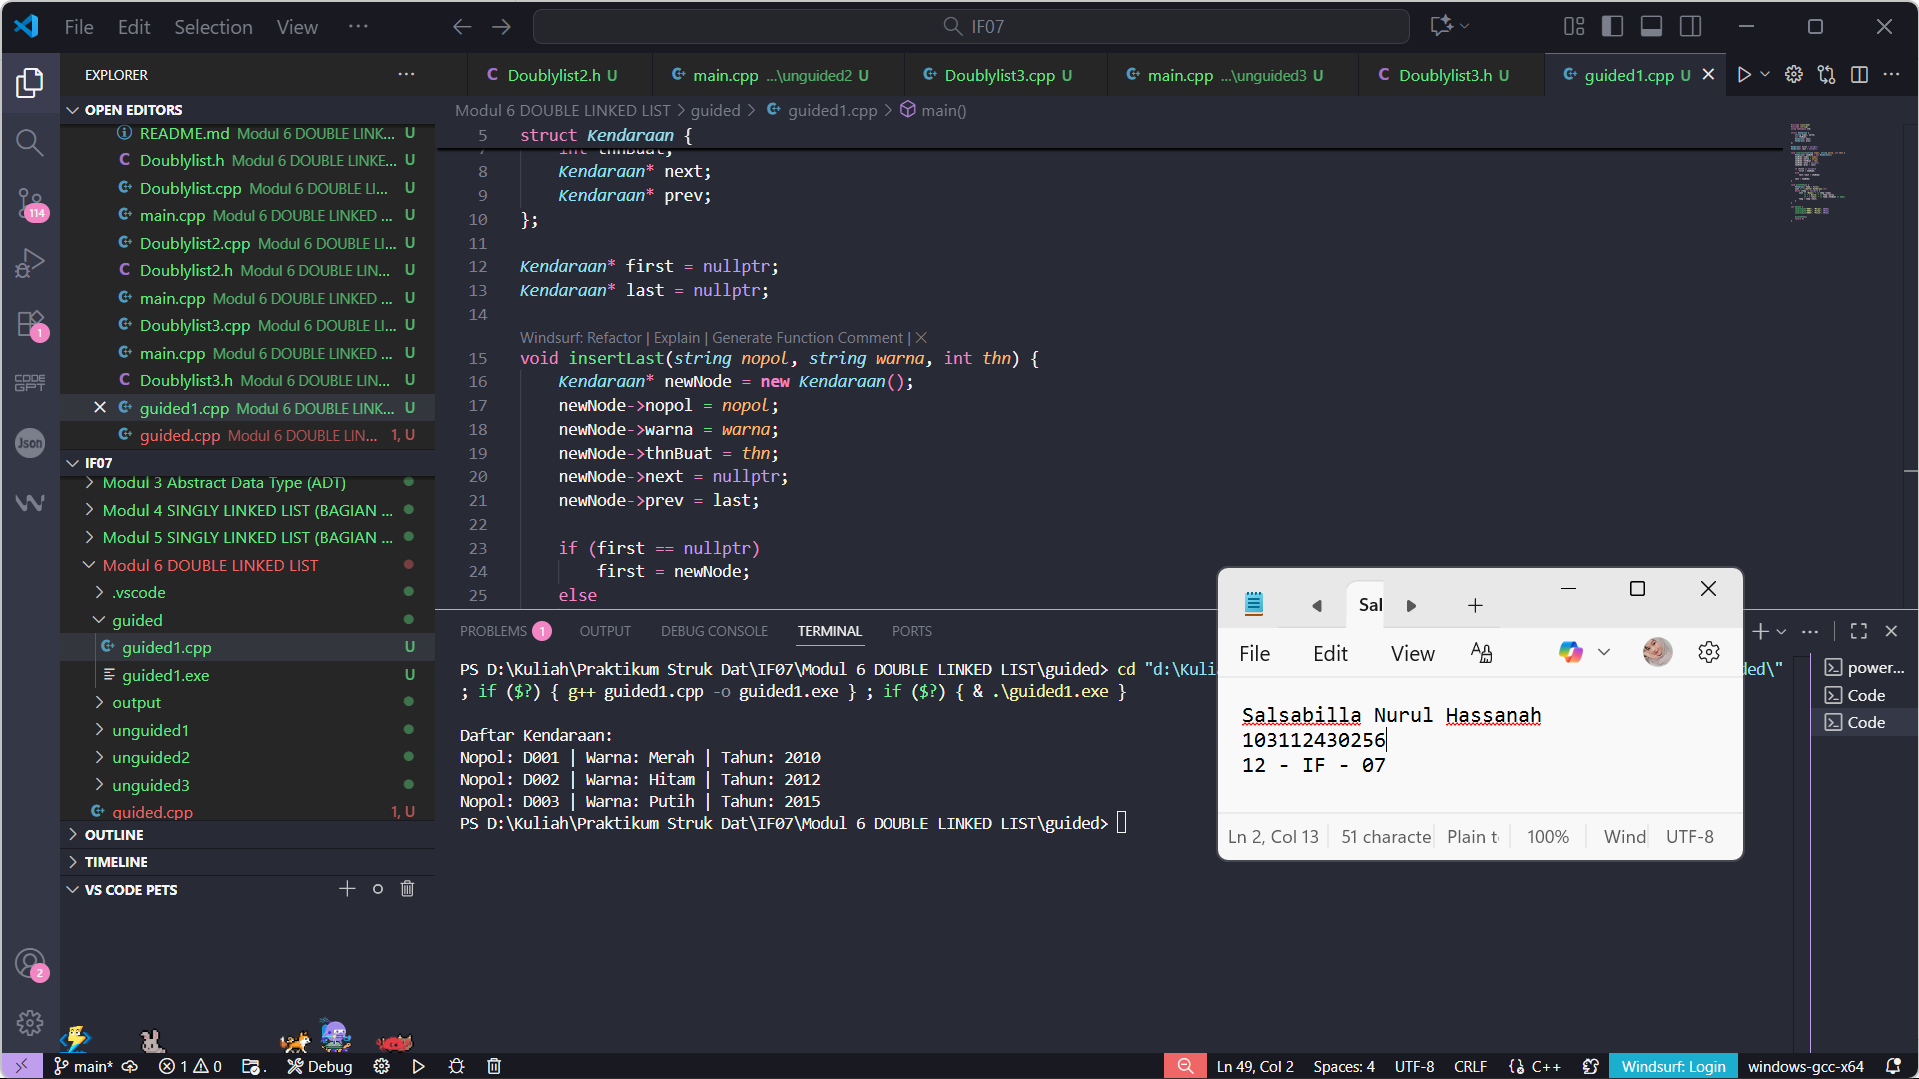 File Edit Selection View ··· IF07
EXPLORER ···
Doublylist2.h U
main.cpp ...\unguided2 U
Doublylist3.cpp U
main.cpp ...\unguided3 U
Doublylist3.h U
guided1.cpp U
OPEN EDITORS
README.md Modul 6 DOUBLE LINK... U
Doublylist.h Modul 6 DOUBLE LINKE... U
Doublylist.cpp Modul 6 DOUBLE LI... U
main.cpp Modul 6 DOUBLE LINKED ... U
Doublylist2.cpp Modul 6 DOUBLE LI... U
Doublylist2.h Modul 6 DOUBLE LIN... U
main.cpp Modul 6 DOUBLE LINKED ... U
Doublylist3.cpp Modul 6 DOUBLE LI... U
main.cpp Modul 6 DOUBLE LINKED ... U
Doublylist3.h Modul 6 DOUBLE LIN... U
guided1.cpp Modul 6 DOUBLE LINK... U
guided.cpp Modul 6 DOUBLE LIN... 1, U
IF07
Modul 3 Abstract Data Type (ADT)
Modul 4 SINGLY LINKED LIST (BAGIAN ...
Modul 5 SINGLY LINKED LIST (BAGIAN ...
Modul 6 DOUBLE LINKED LIST
.vscode
guided
guided1.cpp U
guided1.exe U
output
unguided1
unguided2
unguided3
guided.cpp 1, U
OUTLINE
TIMELINE
VS CODE PETS
114
1
CODE GPT
Json
2
Modul 6 DOUBLE LINKED LIST > guided > guided1.cpp > main()
5 struct Kendaraan {
7 int thnBuat;
8 Kendaraan* next;
9 Kendaraan* prev;
10 };
11
12 Kendaraan* first = nullptr;
13 Kendaraan* last = nullptr;
14
Windsurf: Refactor | Explain | Generate Function Comment | X
15 void insertLast(string nopol, string warna, int thn) {
16 Kendaraan* newNode = new Kendaraan();
17 newNode->nopol = nopol;
18 newNode->warna = warna;
19 newNode->thnBuat = thn;
20 newNode->next = nullptr;
21 newNode->prev = last;
22
23 if (first == nullptr)
24 first = newNode;
25 else
PROBLEMS 1 OUTPUT DEBUG CONSOLE TERMINAL PORTS
PS D:\Kuliah\Praktikum Struk Dat\IF07\Modul 6 DOUBLE LINKED LIST\guided> cd "d:\Kuli ded\"
; if ($?) { g++ guided1.cpp -o guided1.exe } ; if ($?) { & .\guided1.exe }
Daftar Kendaraan:
Nopol: D001 | Warna: Merah | Tahun: 2010
Nopol: D002 | Warna: Hitam | Tahun: 2012
Nopol: D003 | Warna: Putih | Tahun: 2015
PS D:\Kuliah\Praktikum Struk Dat\IF07\Modul 6 DOUBLE LINKED LIST\guided>
power...
Code
Code
Sal
File Edit View
Salsabilla Nurul Hassanah
103112430256
12 - IF - 07
Ln 2, Col 13 51 characte Plain t 100% Wind UTF-8
main* 1 0 Debug
Ln 49, Col 2 Spaces: 4 UTF-8 CRLF {} C++ Windsurf: Login windows-gcc-x64